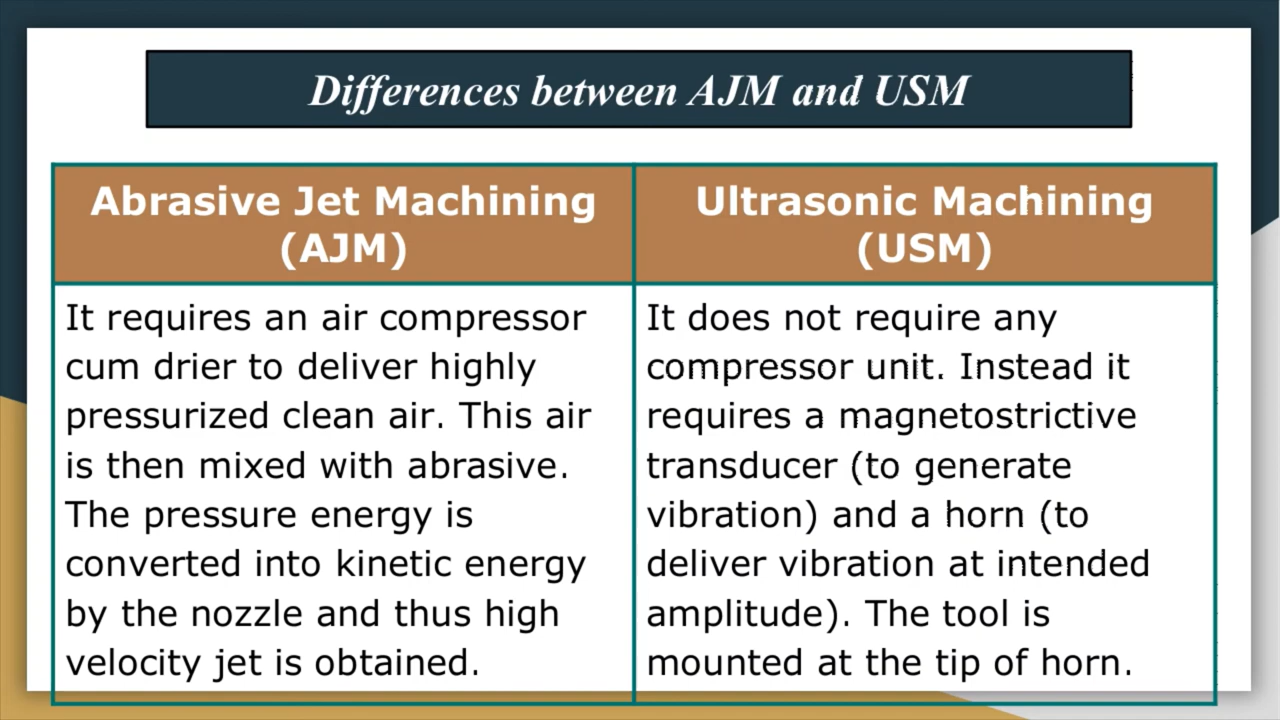 Differences between AJM and USM
Abrasive Jet Machining
(AJM)
Ultrasonic Machining
(USM)
It requires an air compressor
cum drier to deliver highly
pressurized clean air. This air
is then mixed with abrasive.
The pressure energy is
converted into kinetic energy
by the nozzle and thus high
velocity jet is obtained.
It does not require any
compressor unit. Instead it
requires a magnetostrictive
transducer (to generate
vibration) and a horn (to
deliver vibration at intended
amplitude). The tool is
mounted at the tip of horn.